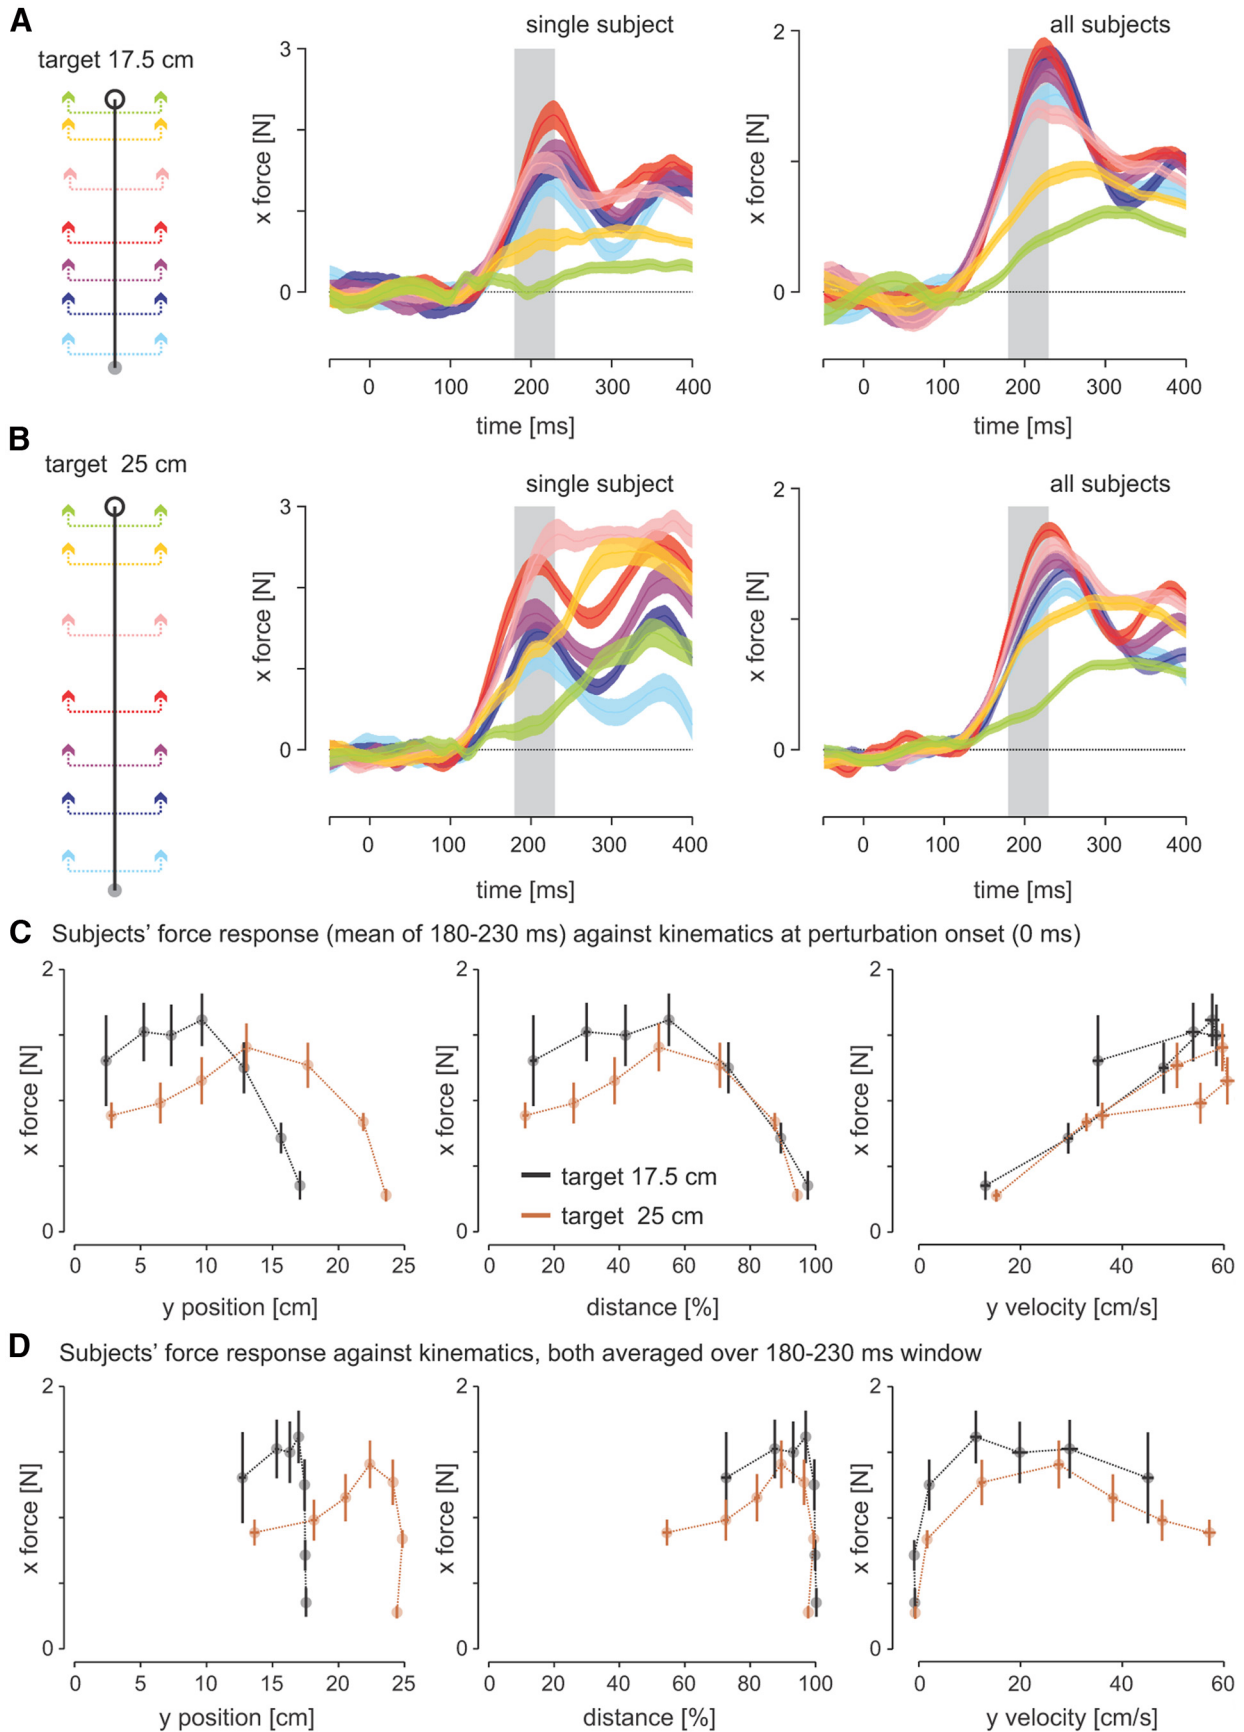 A
target 17.5 cm
single subject
all subjects
3
0
x force [N]
0 100 200 300 400
time [ms]
2
0
x force [N]
0 100 200 300 400
time [ms]
B
target 25 cm
single subject
all subjects
3
0
x force [N]
0 100 200 300 400
time [ms]
2
0
x force [N]
0 100 200 300 400
time [ms]
C Subjects' force response (mean of 180-230 ms) against kinematics at perturbation onset (0 ms)
2
0
x force [N]
0 5 10 15 20 25
y position [cm]
2
0
x force [N]
target 17.5 cm
target 25 cm
0 20 40 60 80 100
distance [%]
2
0
x force [N]
0 20 40 60
y velocity [cm/s]
D Subjects' force response against kinematics, both averaged over 180-230 ms window
2
0
x force [N]
0 5 10 15 20 25
y position [cm]
2
0
x force [N]
0 20 40 60 80 100
distance [%]
2
0
x force [N]
0 20 40 60
y velocity [cm/s]